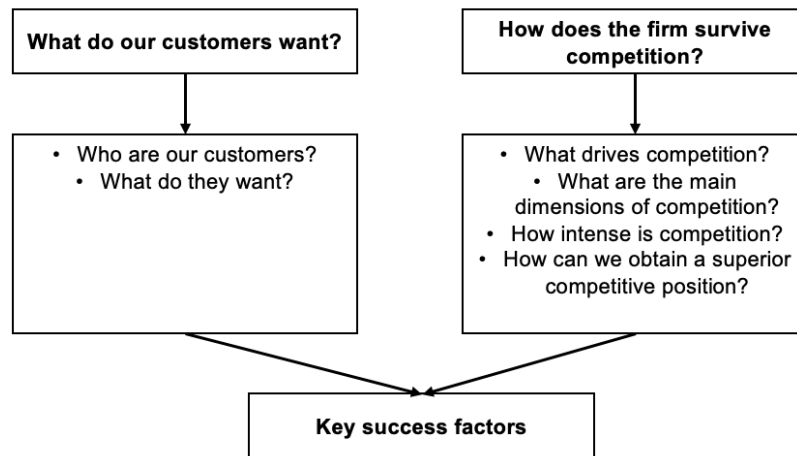 What do our customers want?
How does the firm survive
competition?
• Who are our customers?
• What do they want?
• What drives competition?
• What are the main
dimensions of competition?
• How intense is competition?
• How can we obtain a superior
competitive position?
Key success factors